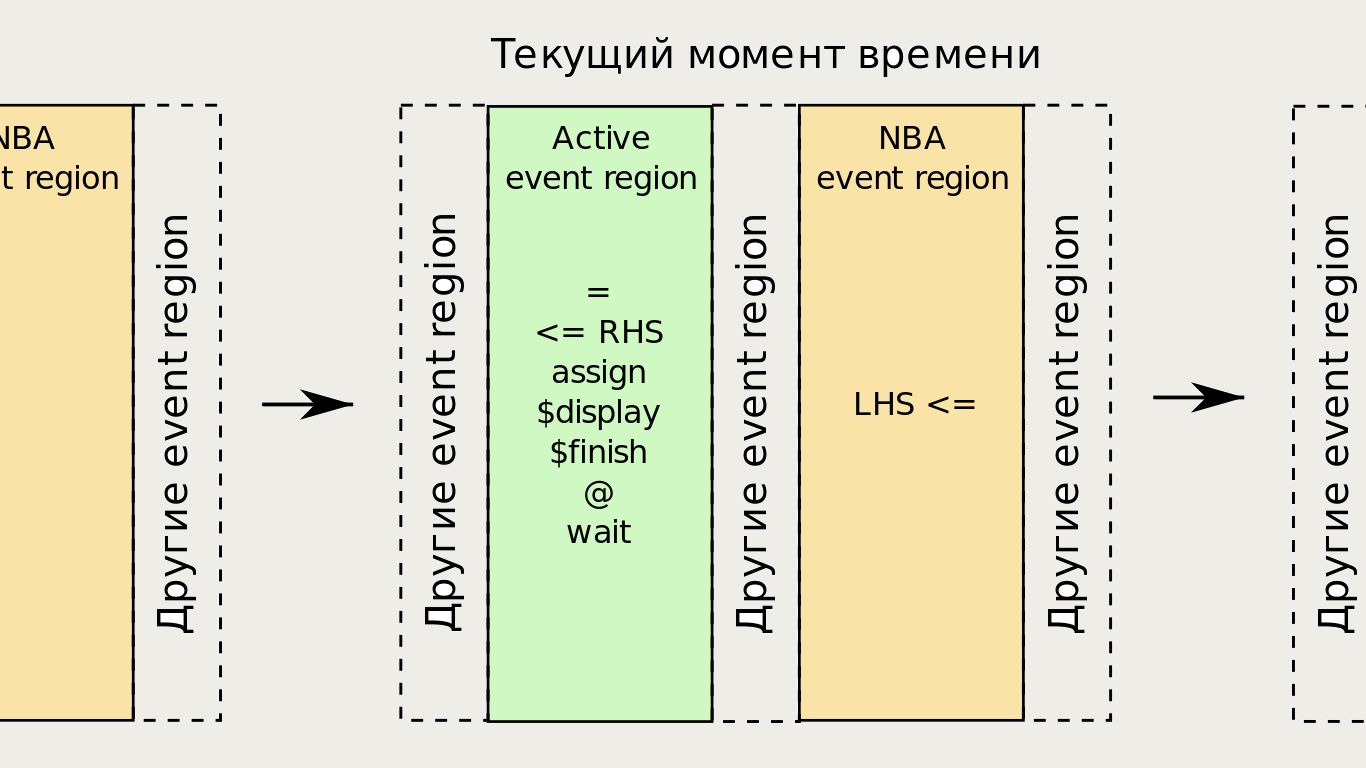 Текущий момент времени
NBA
t region
Другие event region
Другие event region
Active
event region
=
<= RHS
assign
$display
$finish
@
wait
Другие event region
NBA
event region
LHS <=
Другие event region
Другие event region